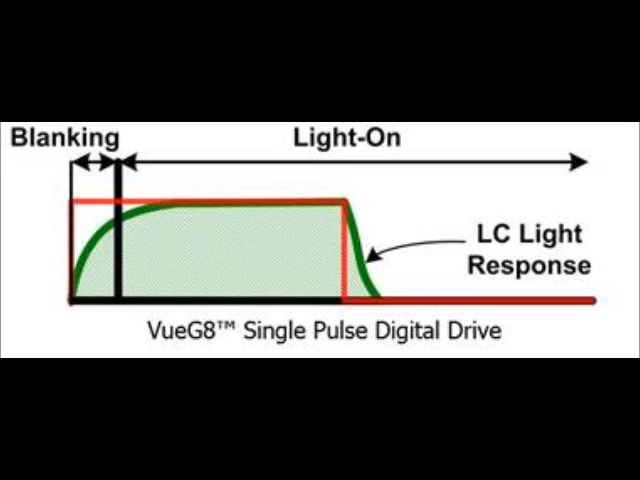 Blanking
Light-On
LC Light
Response
VueG8™ Single Pulse Digital Drive